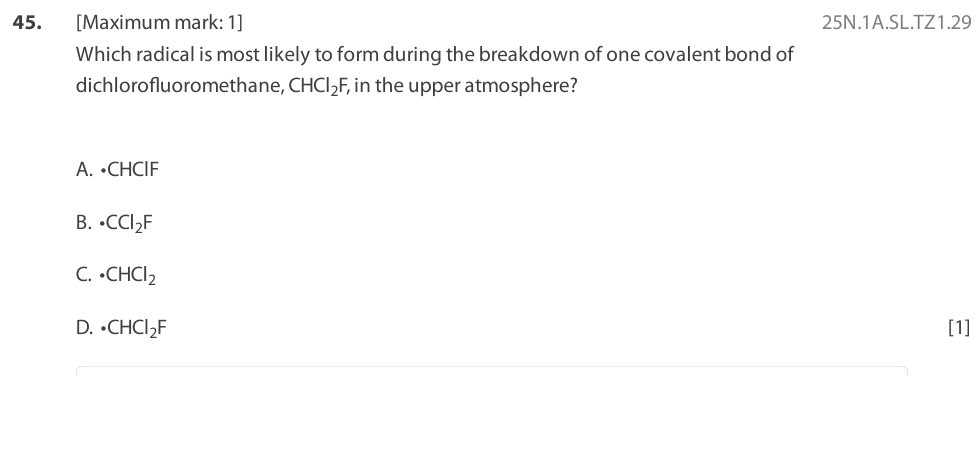 45. [Maximum mark: 1] 25N.1A.SL.TZ1.29
Which radical is most likely to form during the breakdown of one covalent bond of
dichlorofluoromethane, CHCl₂F, in the upper atmosphere?
A. •CHClF
B. •CCl₂F
C. •CHCl₂
D. •CHCl₂F [1]